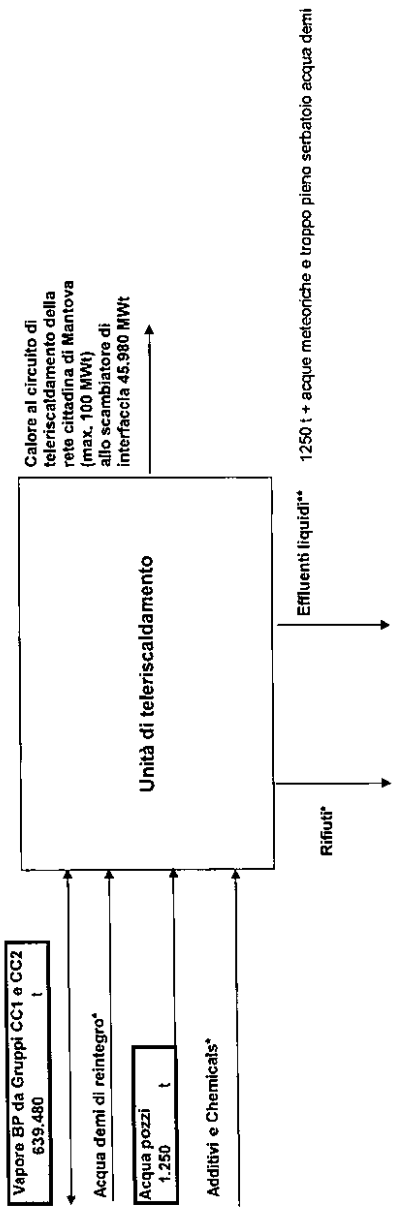 Vapore BP da Gruppi CC1 e CC2
639.480 t
Acqua demi di reintegro*
Acqua pozzi
1.250 t
Additivi e Chemicals*
Unità di teleriscaldamento
Calore al circuito di
teleriscaldamento della
rete cittadina di Mantova
(max. 100 MWt)
allo scambiatore di
interfaccia 45.980 MWt
Rifiuti*
Effluenti liquidi**
1250 t + acque meteoriche e troppo pieno serbatoio acqua demi